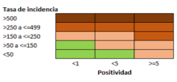 Tasa de incidencia
>500
>250 a <=499
>150 a <=250
>50 a <=150
<50
<1
<5
>=5
Positividad